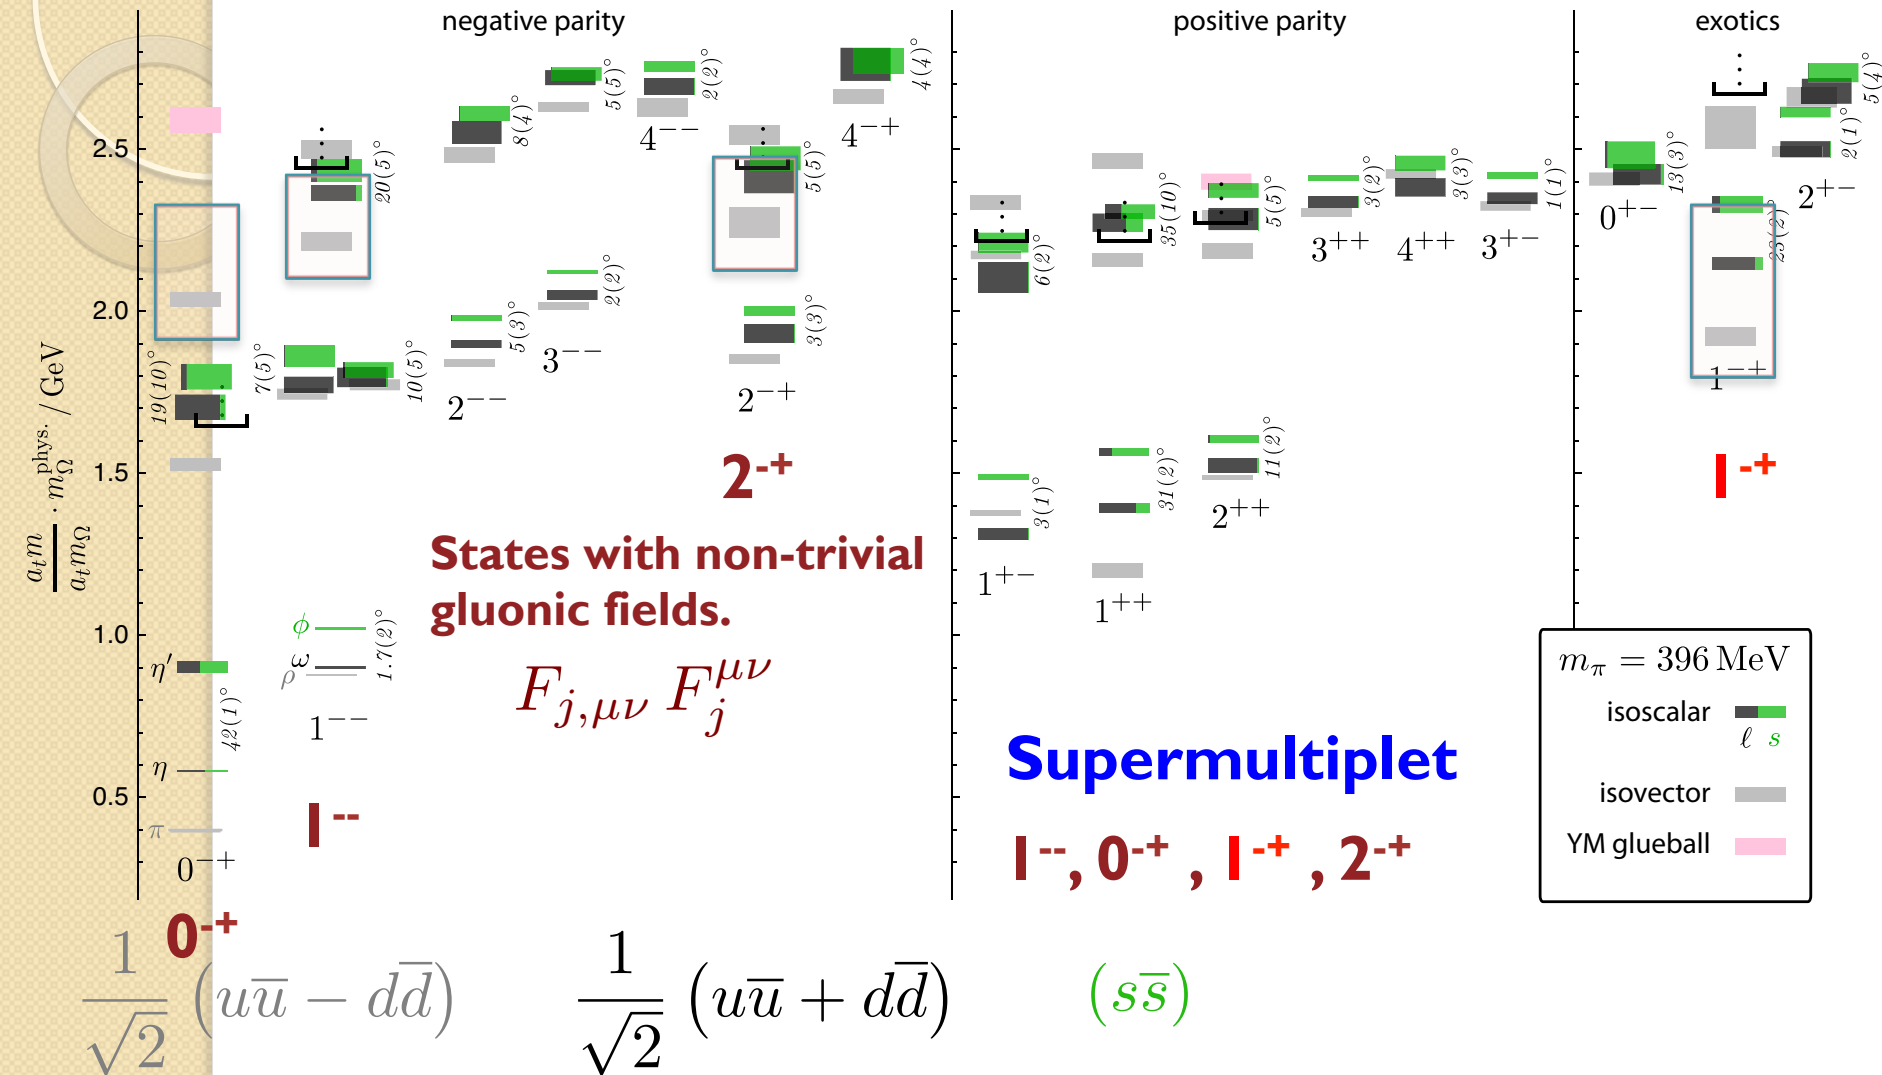 negative parity
positive parity
exotics
2.5
2.0
1.5
1.0
0.5
a_t m / a_t m_Ω · m_Ω^phys. / GeV
19(10)°
7(5)°
10(5)°
20(5)°
5(3)°
8(4)°
2(2)°
5(5)°
2(2)°
3(3)°
5(5)°
4(4)°
2⁻⁻
3⁻⁻
4⁻⁻
2⁻⁺
4⁻⁺
6(2)°
35(10)°
5(5)°
3(2)°
3(3)°
1(1)°
3⁺⁺
4⁺⁺
3⁺⁻
3(1)°
31(2)°
11(2)°
1⁺⁻
1⁺⁺
2⁺⁺
13(3)°
0⁺⁻
23(2)°
1⁻⁺
2(1)°
5(4)°
2⁺⁻
2⁻⁺
1⁻⁺
States with non-trivial
gluonic fields.
F_{j,μν} F_j^{μν}
η′
42(1)°
η
π
0⁻⁺
ϕ
ω
ρ
1.7(2)°
1⁻⁻
1⁻⁻
Supermultiplet
1⁻⁻, 0⁻⁺ , 1⁻⁺ , 2⁻⁺
m_π = 396 MeV
isoscalar
ℓ s
isovector
YM glueball
0⁻⁺
1/√2 (uū − dd̄) 1/√2 (uū + dd̄) (ss̄)